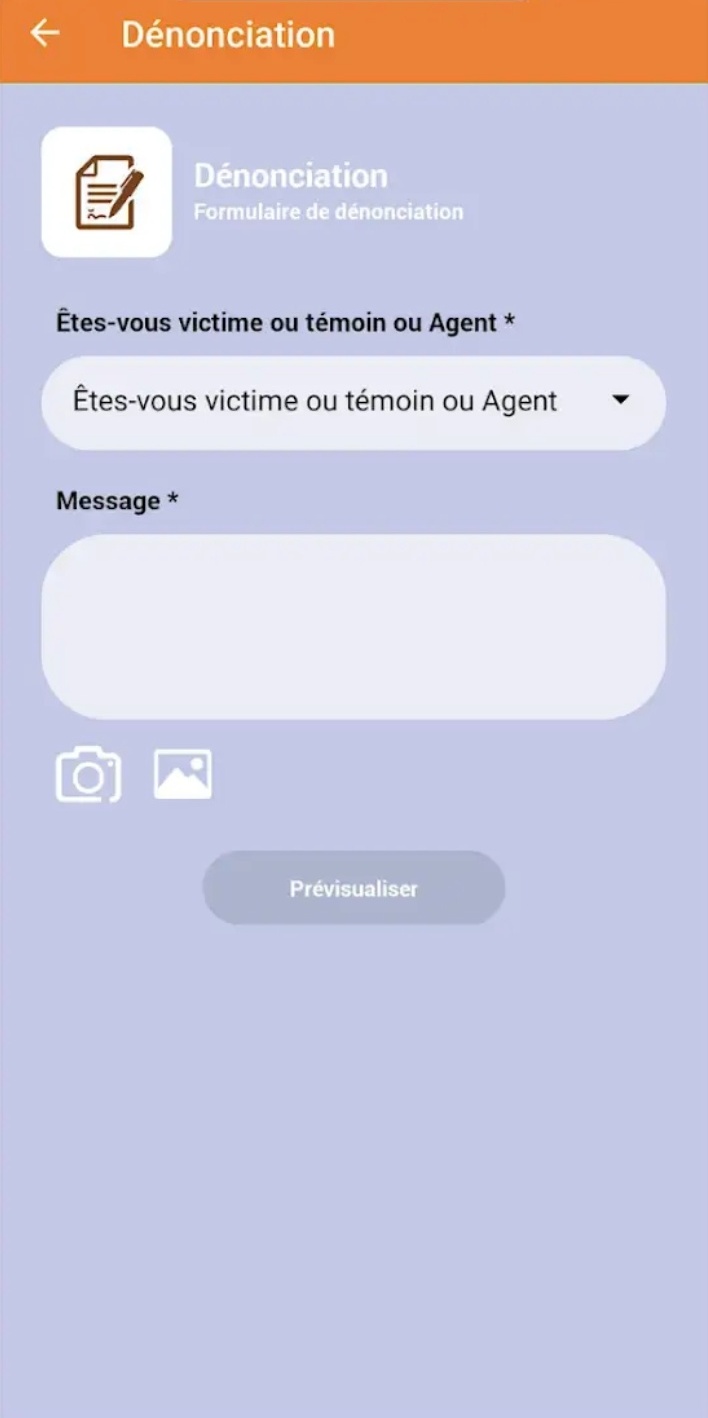 Dénonciation
Dénonciation
Formulaire de dénonciation
Êtes-vous victime ou témoin ou Agent *
Êtes-vous victime ou témoin ou Agent
Message *
Prévisualiser